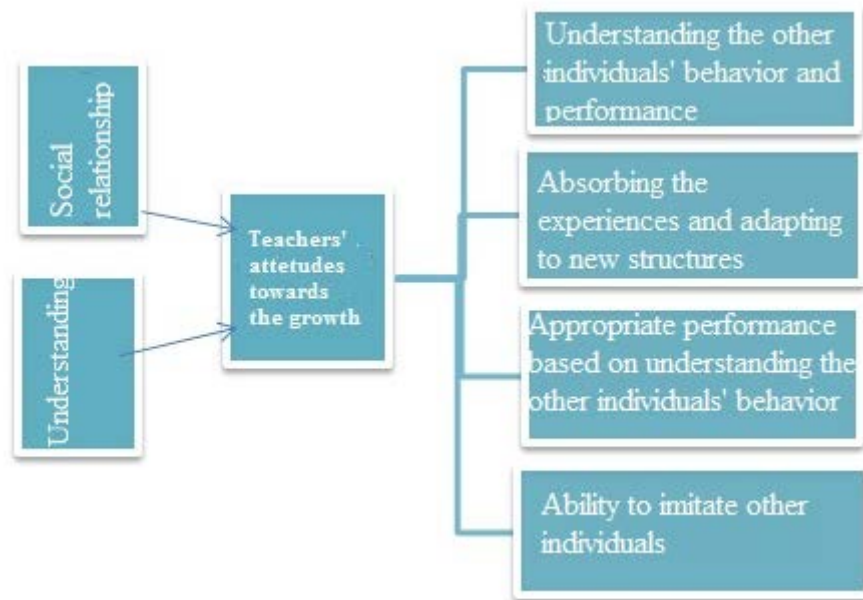 Social
relationship
Understanding
Teachers'
attetudes
towards
the growth
Understanding the other
individuals' behavior and
performance
Absorbing the
experiences and adapting
to new structures
Appropriate performance
based on understanding the
other individuals' behavior
Ability to imitate other
individuals